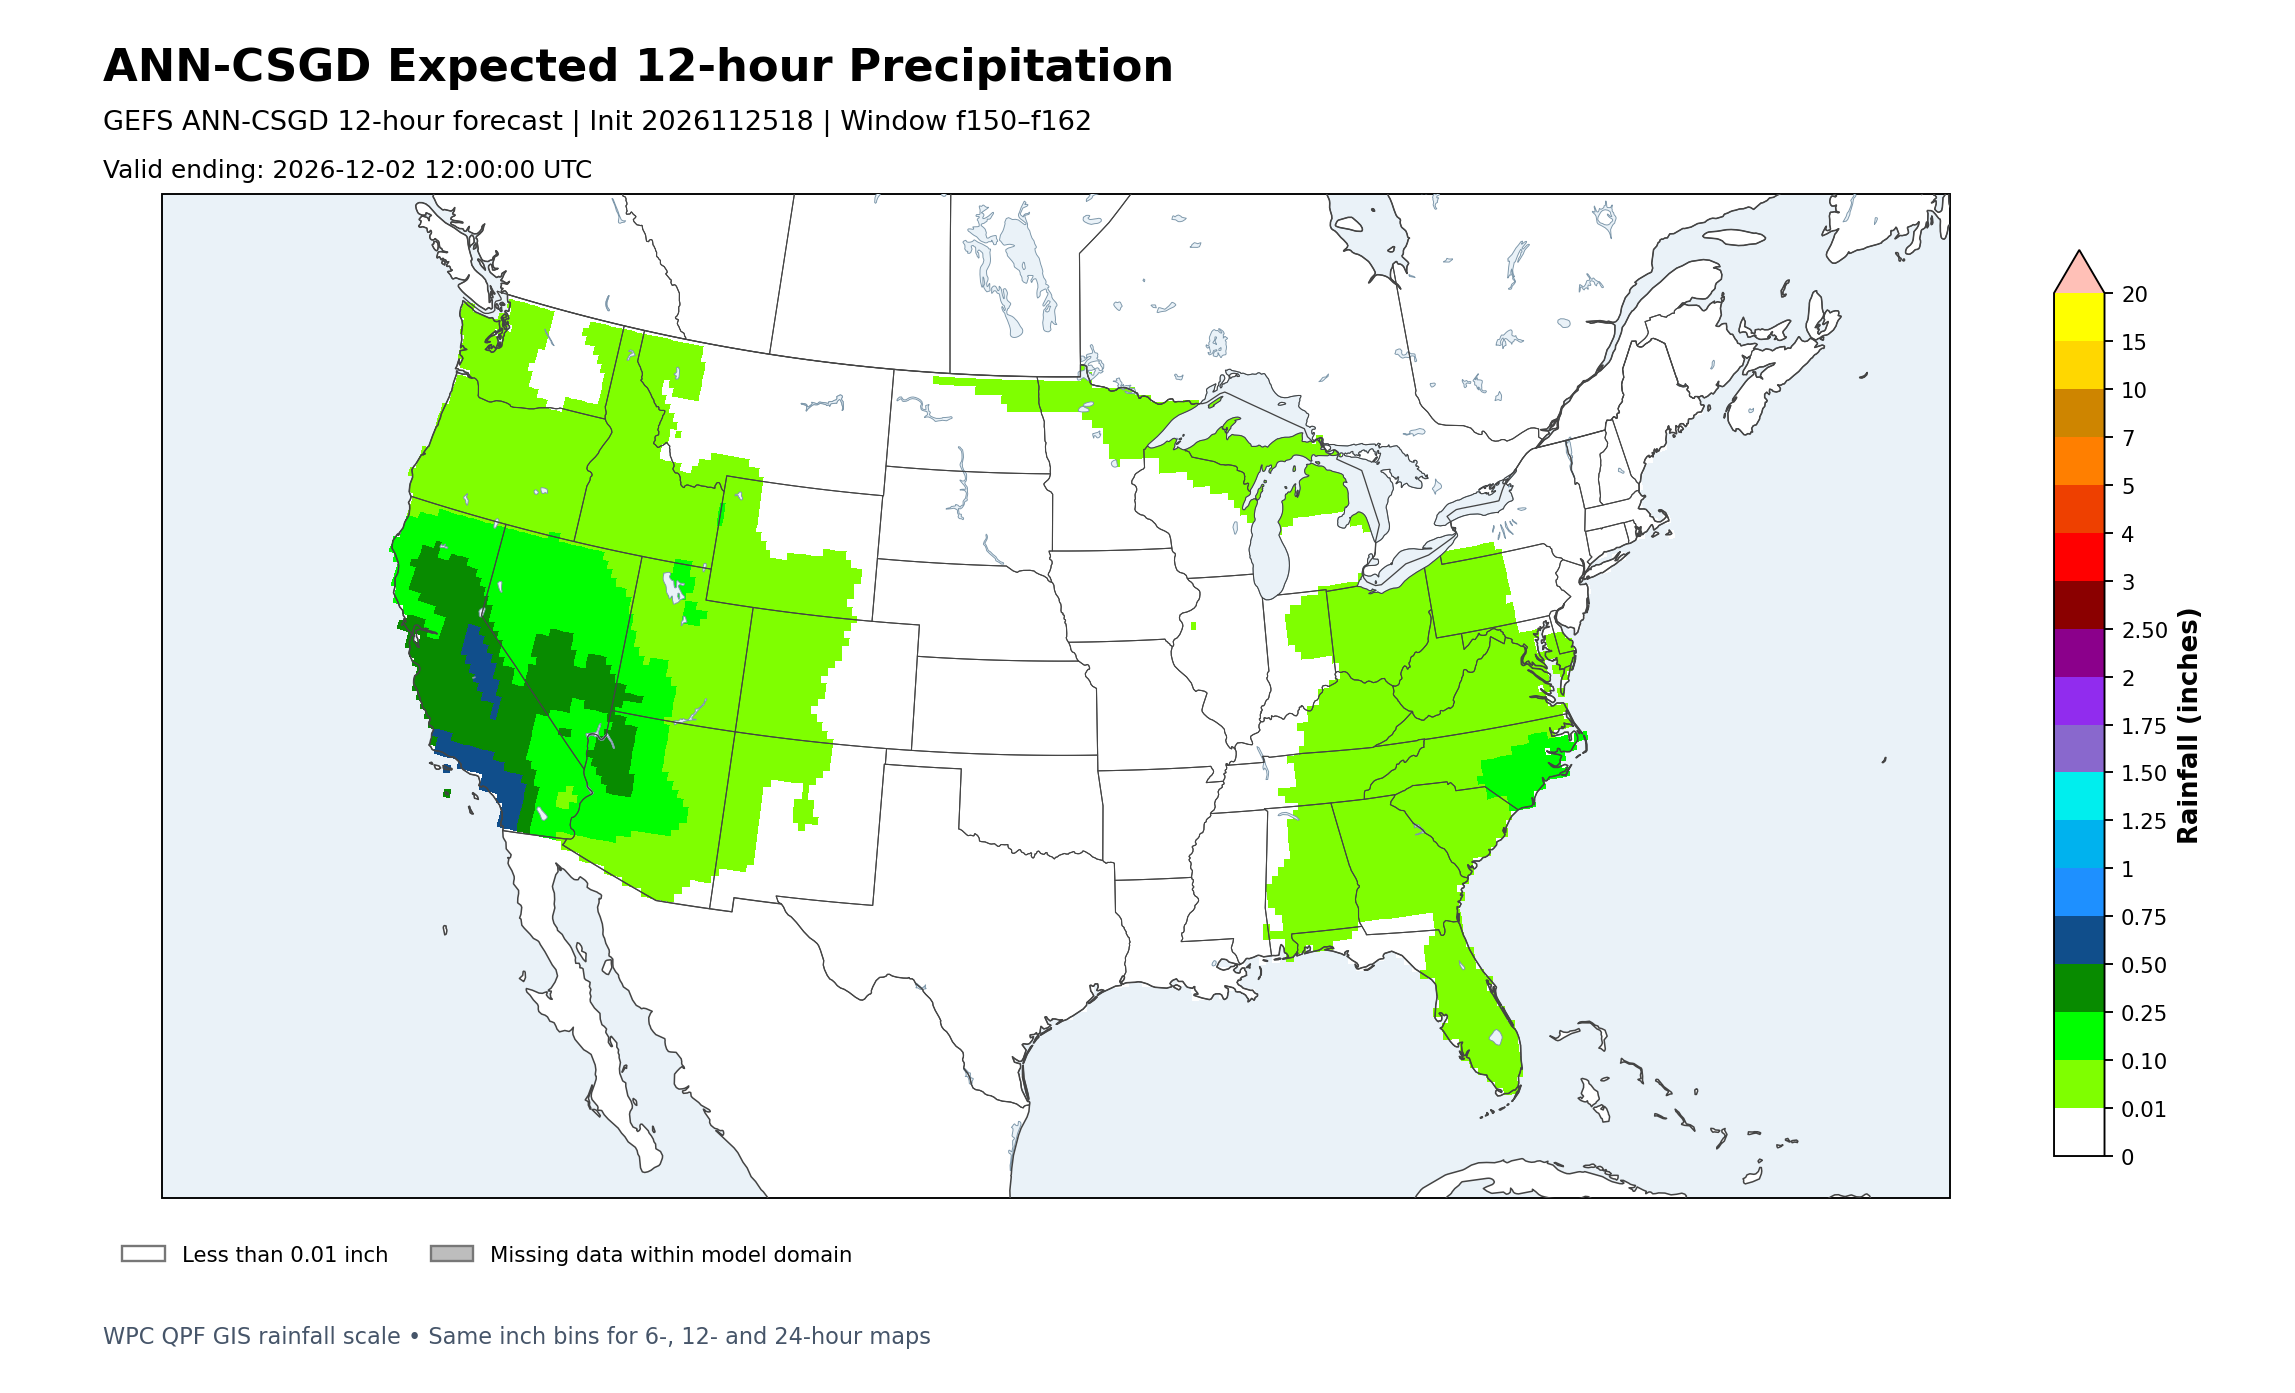 ANN-CSGD Expected 12-hour Precipitation
GEFS ANN-CSGD 12-hour forecast | Init 2026112518 | Window f150–f162
Valid ending: 2026-12-02 12:00:00 UTC
20
15
10
7
5
4
3
2.50
2
1.75
1.50
1.25
1
0.75
0.50
0.25
0.10
0.01
0
Rainfall (inches)
Less than 0.01 inch
Missing data within model domain
WPC QPF GIS rainfall scale • Same inch bins for 6-, 12- and 24-hour maps